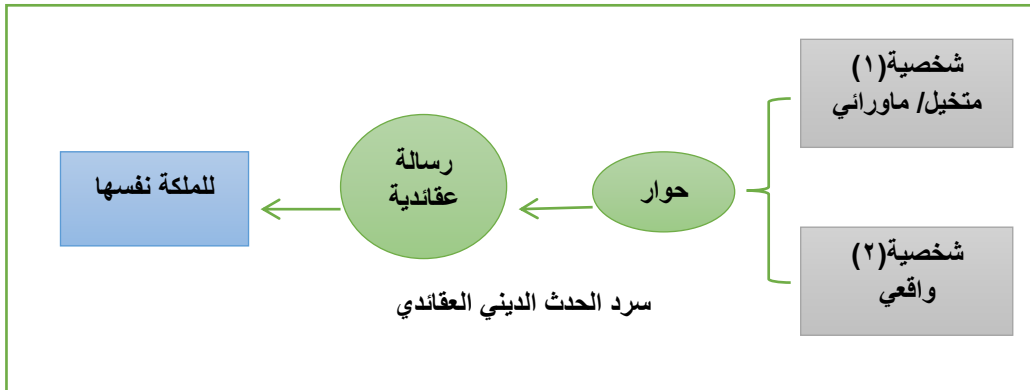 شخصية(١)
متخيل/ ماورائي
حوار
رسالة
عقائدية
للملكة نفسها
شخصية(٢)
واقعي
سرد الحدث الديني العقائدي